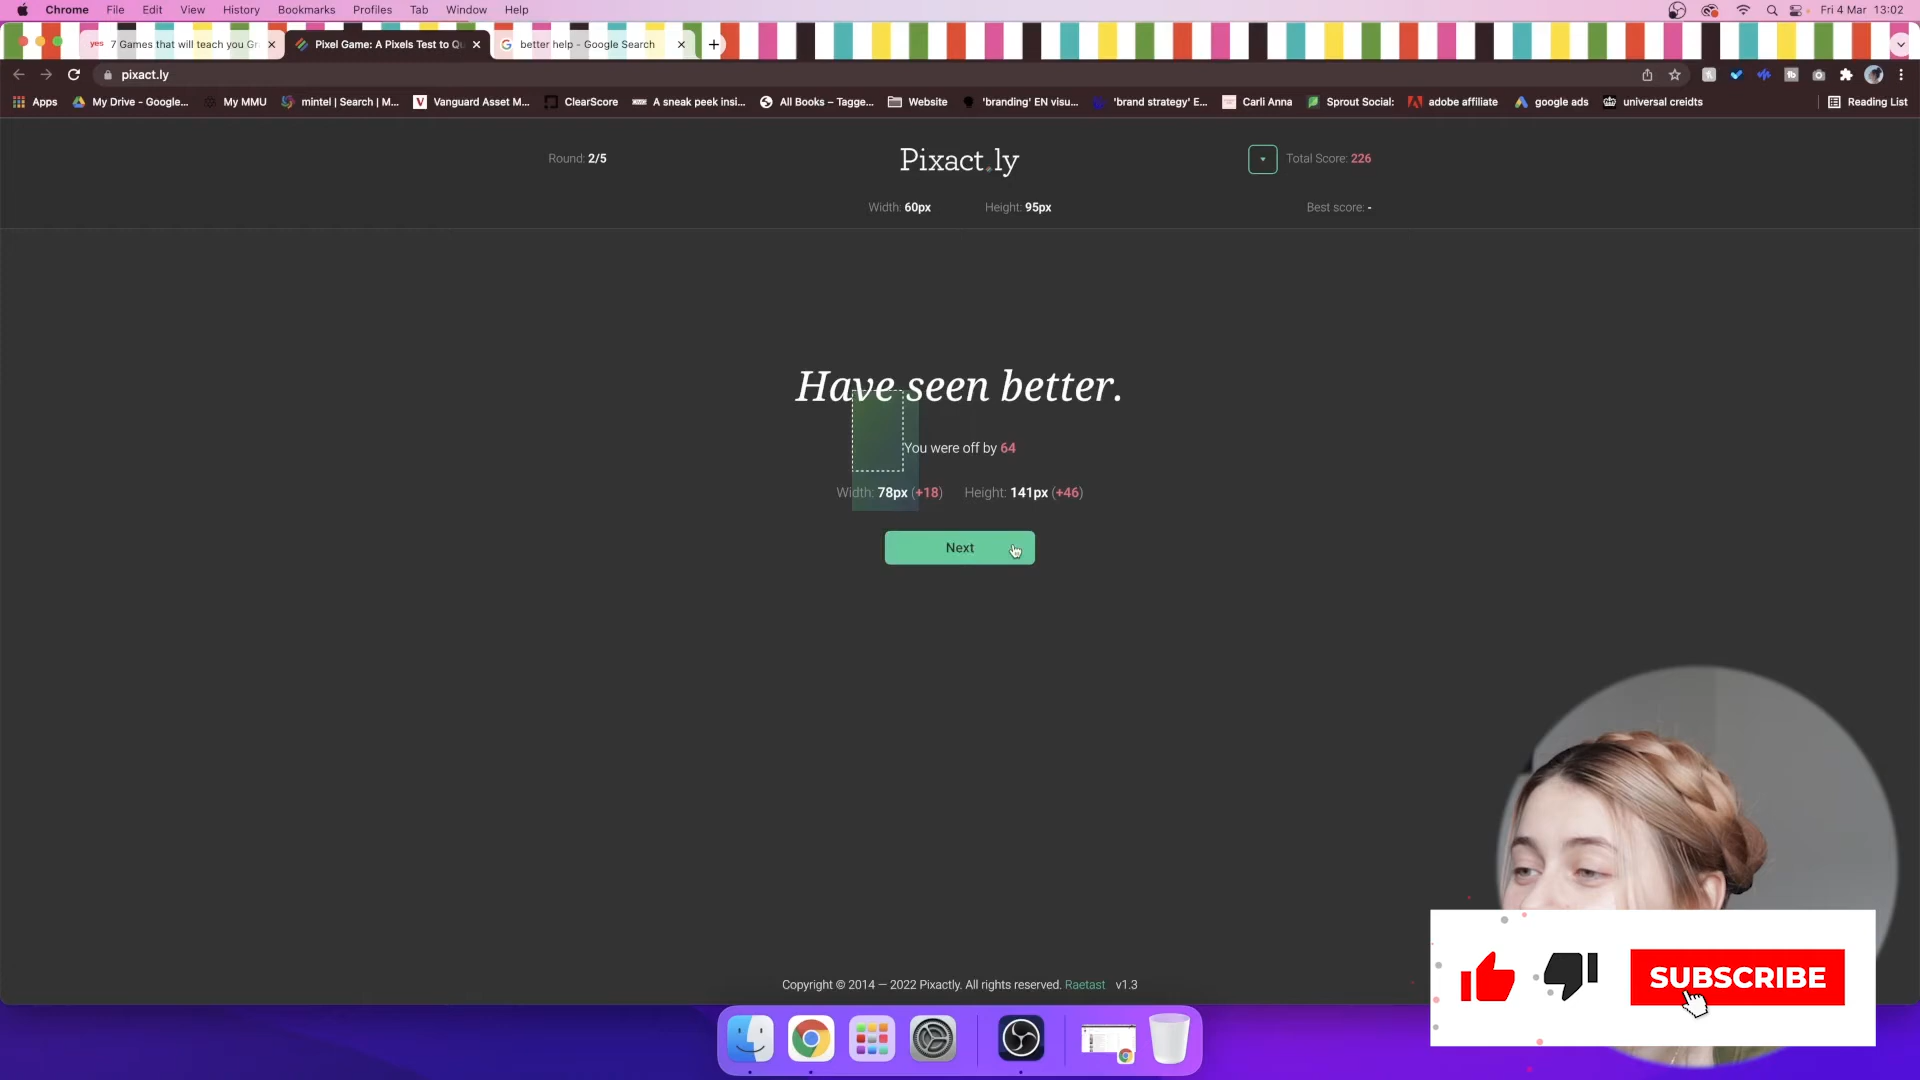 Chrome File Edit View History Bookmarks Profiles Tab Window Help Fri 4 Mar 13:02
yes 7 Games that will teach you Gr Pixel Game: A Pixels Test to Qu G better help - Google Search
pixact.ly
Apps My Drive - Google... My MMU mintel | Search | M... Vanguard Asset M... ClearScore A sneak peek insi... All Books – Tagge... Website 'branding' EN visu... 'brand strategy' E... Carli Anna Sprout Social: adobe affiliate google ads universal creidts Reading List
Round: 2/5 Pixact.ly Total Score: 226
Width: 60px Height: 95px Best score: -
Have seen better.
You were off by 64
Width: 78px (+18) Height: 141px (+46)
Next
Copyright © 2014 — 2022 Pixactly. All rights reserved. Raetast v1.3
SUBSCRIBE